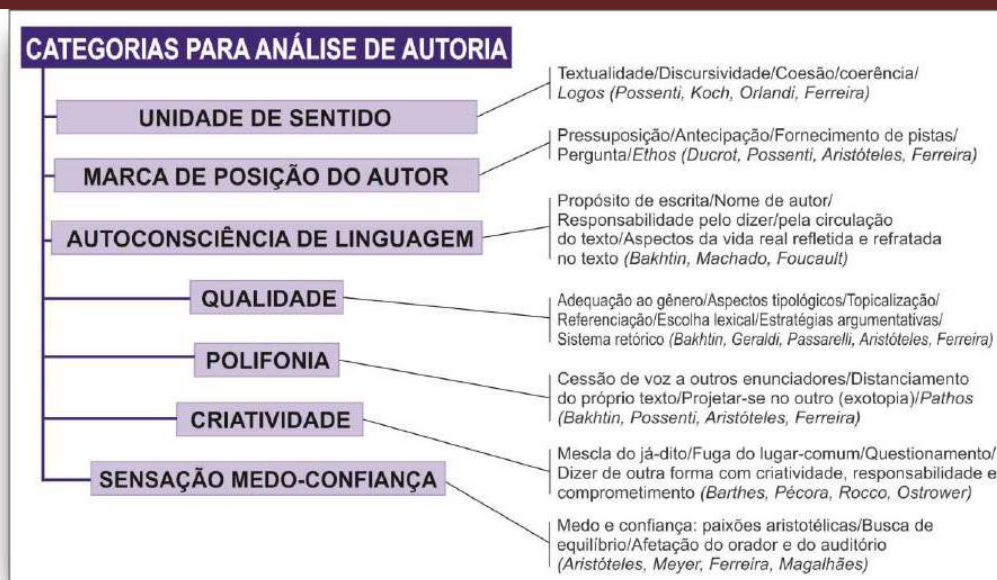 CATEGORIAS PARA ANÁLISE DE AUTORIA
UNIDADE DE SENTIDO
Textualidade/Discursividade/Coesão/coerência/
Logos (Possenti, Koch, Orlandi, Ferreira)
MARCA DE POSIÇÃO DO AUTOR
Pressuposição/Antecipação/Fornecimento de pistas/
Pergunta/Ethos (Ducrot, Possenti, Aristóteles, Ferreira)
AUTOCONSCIÊNCIA DE LINGUAGEM
Propósito de escrita/Nome de autor/
Responsabilidade pelo dizer/pela circulação
do texto/Aspectos da vida real refletida e refratada
no texto (Bakhtin, Machado, Foucault)
QUALIDADE
Adequação ao gênero/Aspectos tipológicos/Topicalização/
Referenciação/Escolha lexical/Estratégias argumentativas/
Sistema retórico (Bakhtin, Geraldi, Passarelli, Aristóteles, Ferreira)
POLIFONIA
Cessão de voz a outros enunciadores/Distanciamento
do próprio texto/Projetar-se no outro (exotopia)/Pathos
(Bakhtin, Possenti, Aristóteles, Ferreira)
CRIATIVIDADE
Mescla do já-dito/Fuga do lugar-comum/Questionamento/
Dizer de outra forma com criatividade, responsabilidade e
comprometimento (Barthes, Pécora, Rocco, Ostrower)
SENSAÇÃO MEDO-CONFIANÇA
Medo e confiança: paixões aristotélicas/Busca de
equilíbrio/Afetação do orador e do auditório
(Aristóteles, Meyer, Ferreira, Magalhães)